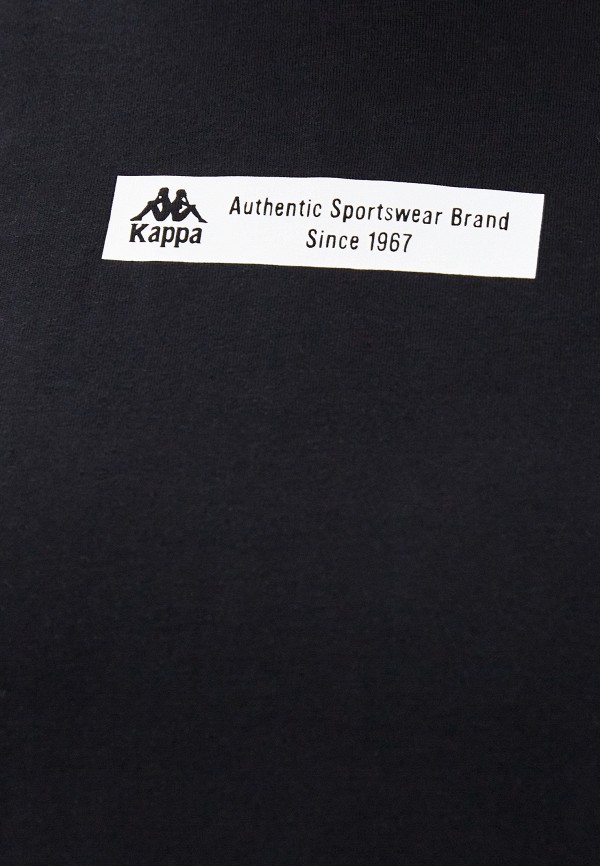 Kappa
Authentic Sportswear Brand
Since 1967